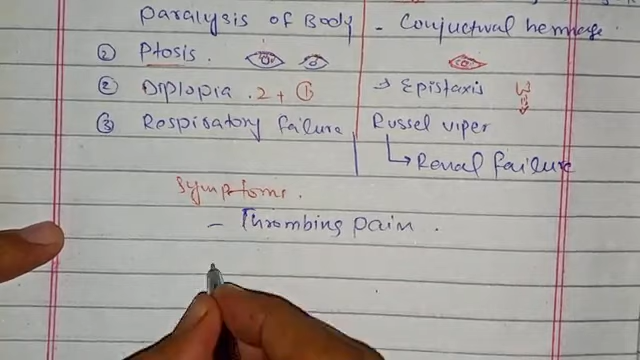 Paralysis of Body - Conjuctival hemrrage.
② Ptosis.
② Diplopia. 2 + ① → Epistaxis
③ Respiratory failure Russel viper
↳ Renal failure
Symptoms.
- Thrombing pain.